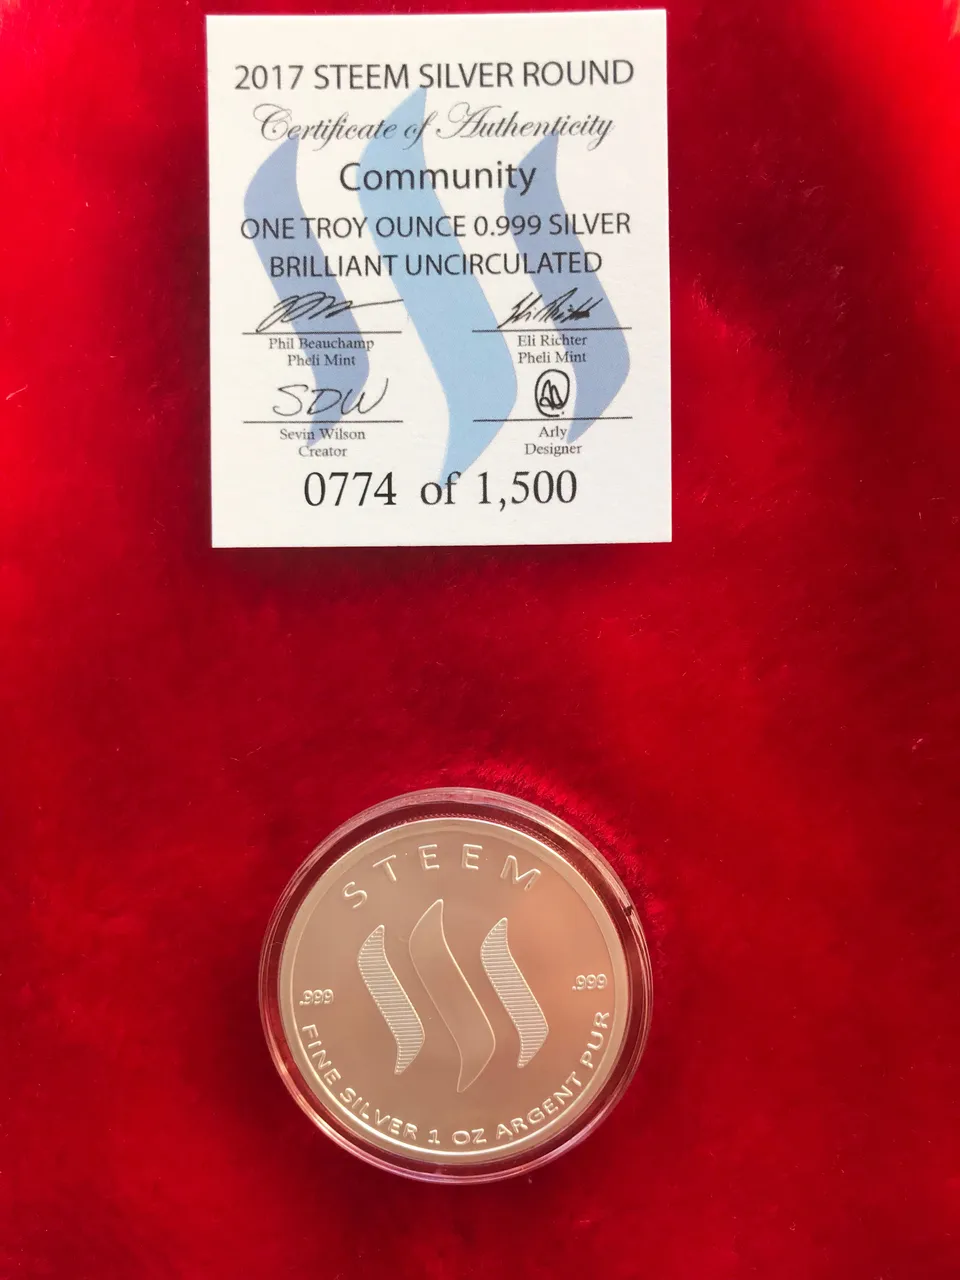 2017 STEEM SILVER ROUND
Certificate of Authenticity
Community
ONE TROY OUNCE 0.999 SILVER
BRILLIANT UNCIRCULATED
Phil Beauchamp
Pheli Mint
Eli Richter
Pheli Mint
SDW
Sevin Wilson
Creator
Arly
Designer
0774 of 1,500
STEEM
.999
.999
FINE SILVER 1 OZ ARGENT PUR